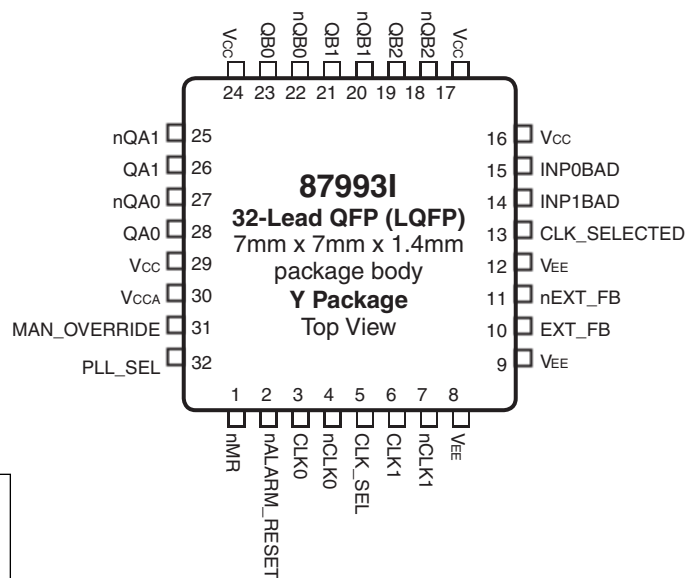 VCC QB0 nQB0 QB1 nQB1 QB2 nQB2 VCC
24 23 22 21 20 19 18 17
nQA1 25
QA1 26
nQA0 27
QA0 28
VCC 29
VCCA 30
MAN_OVERRIDE 31
PLL_SEL 32
87993I
32-Lead QFP (LQFP)
7mm x 7mm x 1.4mm
package body
Y Package
Top View
16 VCC
15 INP0BAD
14 INP1BAD
13 CLK_SELECTED
12 VEE
11 nEXT_FB
10 EXT_FB
9 VEE
1 2 3 4 5 6 7 8
nMR nALARM_RESET CLK0 nCLK0 CLK_SEL CLK1 nCLK1 VEE